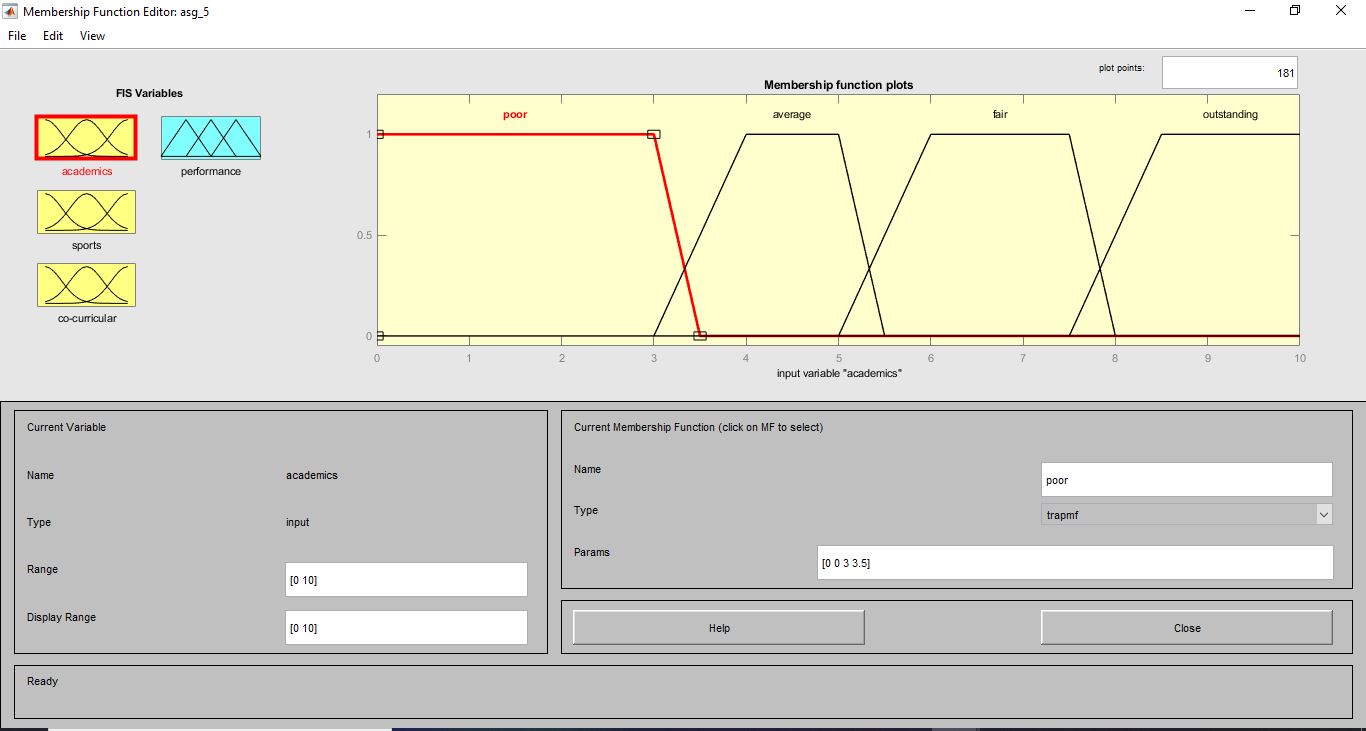 Membership Function Editor: asg_5
File Edit View
plot points: 181
FIS Variables
academics
performance
sports
co-curricular
Membership function plots
poor average fair outstanding
1
0.5
0
0 1 2 3 4 5 6 7 8 9 10
input variable "academics"
Current Variable
Name academics
Type input
Range [0 10]
Display Range [0 10]
Current Membership Function (click on MF to select)
Name poor
Type trapmf
Params [0 0 3 3.5]
Help Close
Ready